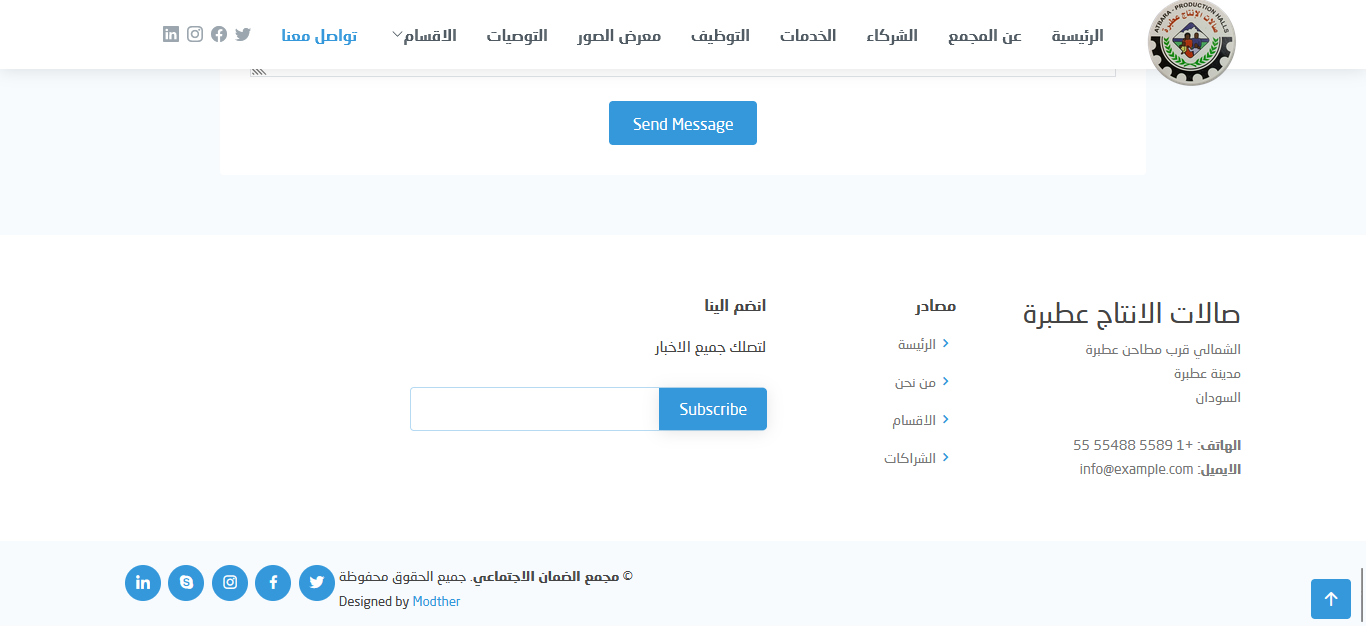 ATBARA - PRODUCTION HALLS
صالات الانتاج عطبرة
الرئيسية
عن المجمع
الشركاء
الخدمات
التوظيف
معرض الصور
التوصيات
الاقسام
تواصل معنا
Send Message
صالات الانتاج عطبرة
الشمالي قرب مطاحن عطبرة
مدينة عطبرة
السودان
الهاتف: +1 5589 55488 55
الايميل: info@example.com
مصادر
الرئيسة
من نحن
الاقسام
الشراكات
انضم الينا
لتصلك جميع الاخبار
Subscribe
© مجمع الضمان الاجتماعي. جميع الحقوق محفوظة
Designed by Modther